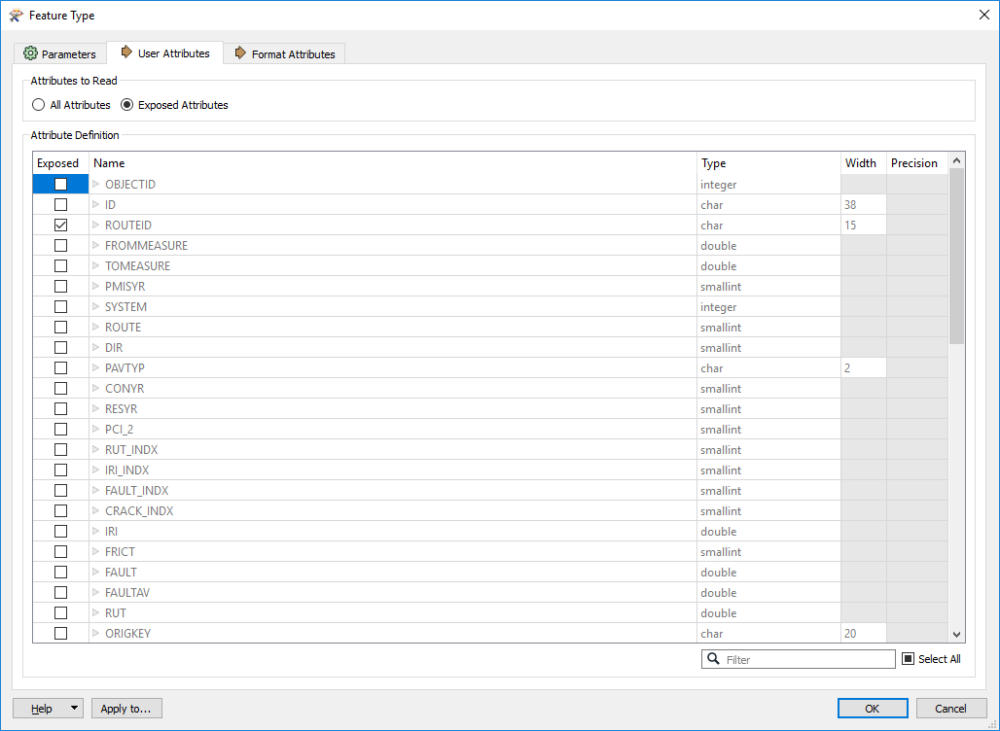 Feature Type
Parameters User Attributes Format Attributes
Attributes to Read
All Attributes Exposed Attributes
Attribute Definition
Exposed Name Type Width Precision
OBJECTID integer
ID char 38
ROUTEID char 15
FROMMEASURE double
TOMEASURE double
PMISYR smallint
SYSTEM integer
ROUTE smallint
DIR smallint
PAVTYP char 2
CONYR smallint
RESYR smallint
PCI_2 smallint
RUT_INDX smallint
IRI_INDX smallint
FAULT_INDX smallint
CRACK_INDX smallint
IRI double
FRICT smallint
FAULT double
FAULTAV double
RUT double
ORIGKEY char 20
Filter Select All
Help Apply to... OK Cancel